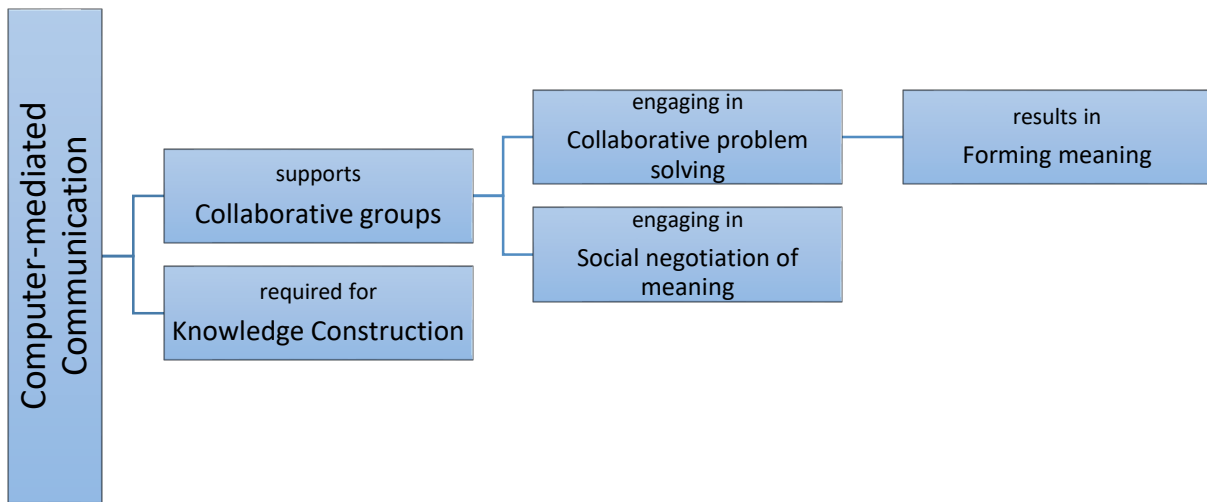 Computer-mediated
Communication
supports
Collaborative groups
required for
Knowledge Construction
engaging in
Collaborative problem
solving
engaging in
Social negotiation of
meaning
results in
Forming meaning